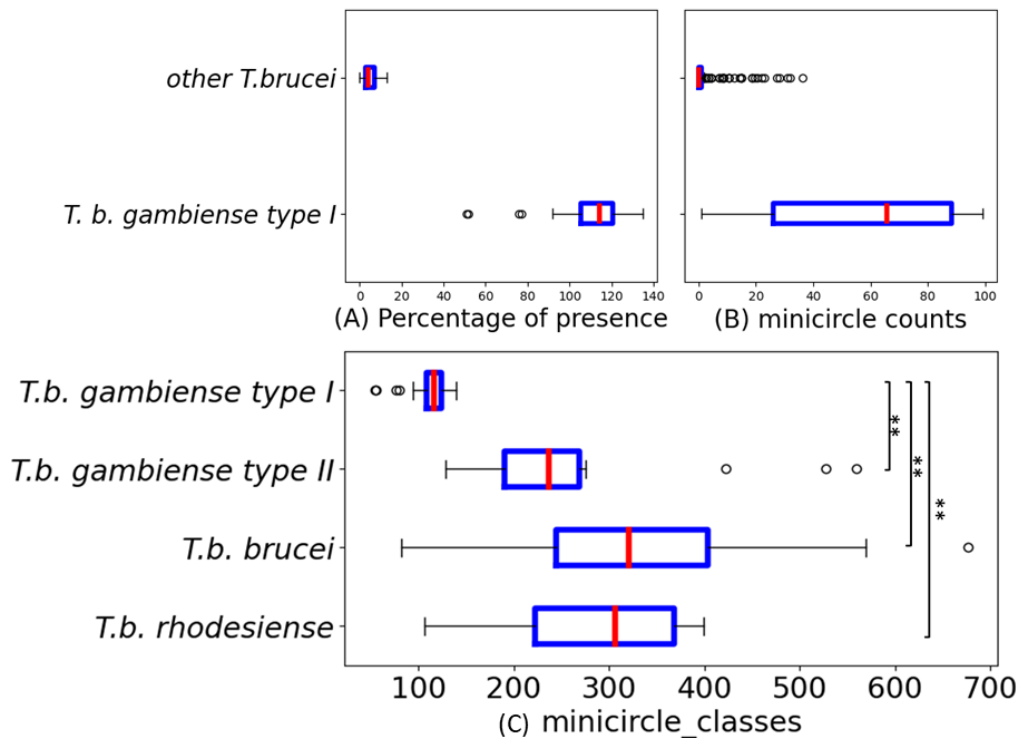 other T.brucei
T. b. gambiense type I
0 20 40 60 80 100 120 140
(A) Percentage of presence
0 20 40 60 80 100
(B) minicircle counts
T.b. gambiense type I
T.b. gambiense type II
T.b. brucei
T.b. rhodesiense
**
**
**
100 200 300 400 500 600 700
(C) minicircle_classes